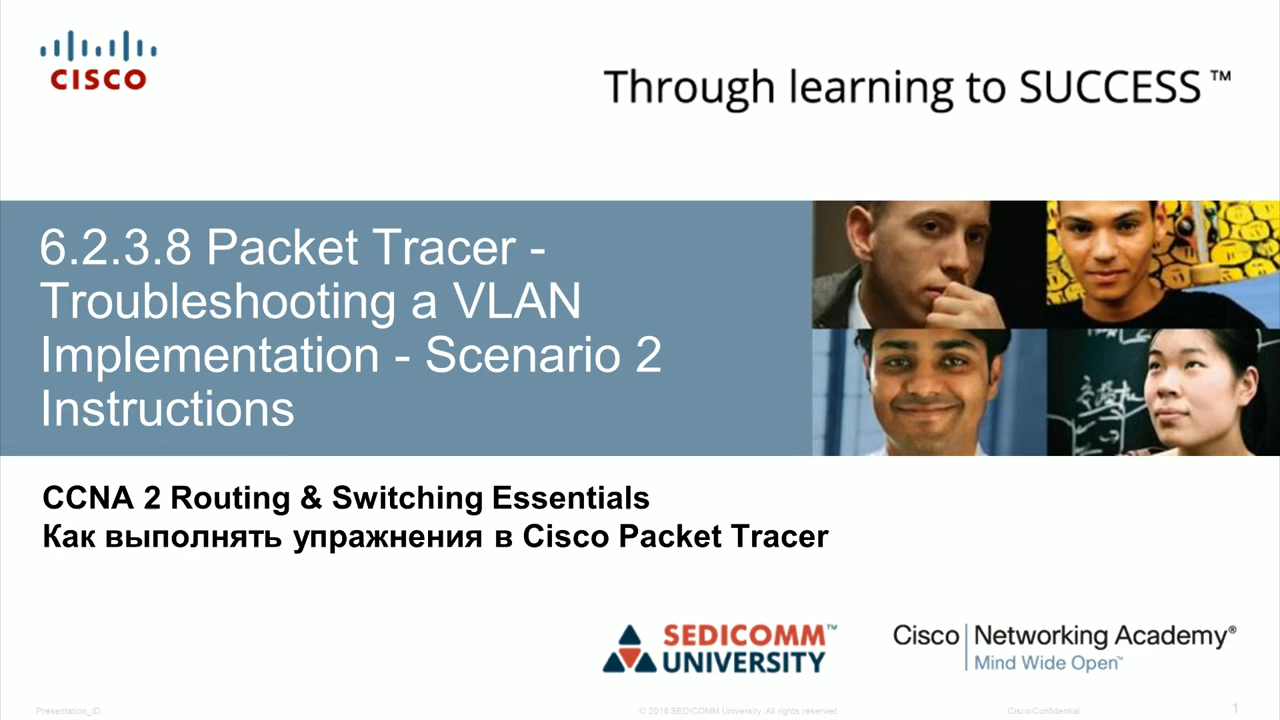 CISCO
Through learning to SUCCESS™
6.2.3.8 Packet Tracer -
Troubleshooting a VLAN
Implementation - Scenario 2
Instructions
CCNA 2 Routing & Switching Essentials
Как выполнять упражнения в Cisco Packet Tracer
SEDICOMM™
UNIVERSITY
Cisco Networking Academy®
Mind Wide Open™
Presentation_ID
© 2018 SEDICOMM University. All rights reserved.
Cisco Confidential
1